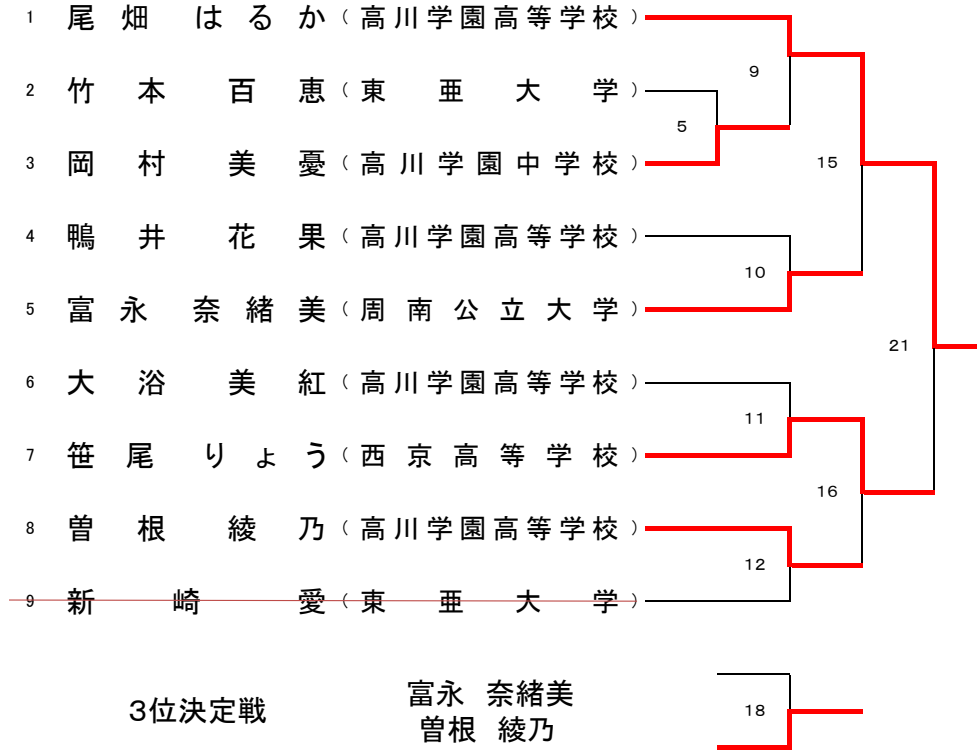 1 尾畑 はるか（高川学園高等学校）
9
2 竹本 百恵（東亜大学）
5
3 岡村 美憂（高川学園中学校）
15
4 鴨井 花果（高川学園高等学校）
10
5 富永 奈緒美（周南公立大学）
21
6 大浴 美紅（高川学園高等学校）
11
7 笹尾 りょう（西京高等学校）
16
8 曽根 綾乃（高川学園高等学校）
12
9 新崎 愛（東亜大学）
3位決定戦
富永 奈緒美
曽根 綾乃
18